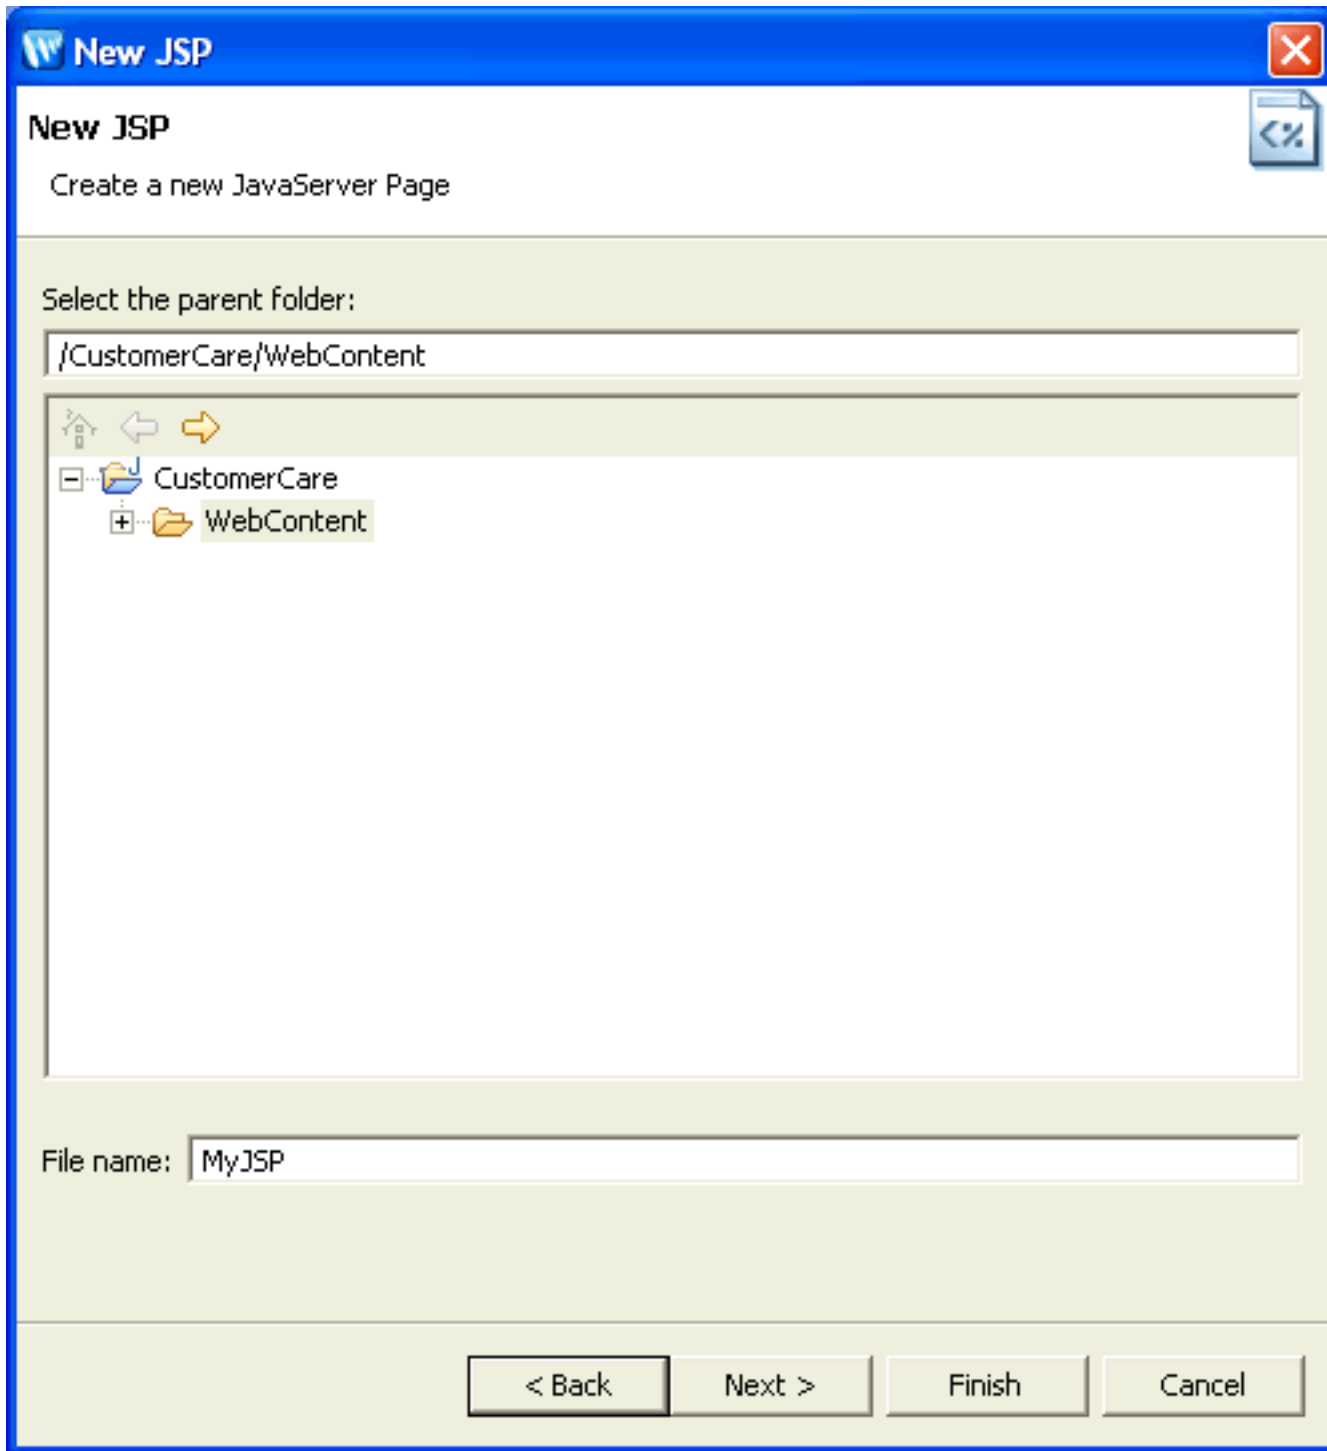 New JSP
New JSP
<%
Create a new JavaServer Page
Select the parent folder:
/CustomerCare/WebContent
CustomerCare
WebContent
File name: MyJSP
< Back Next > Finish Cancel